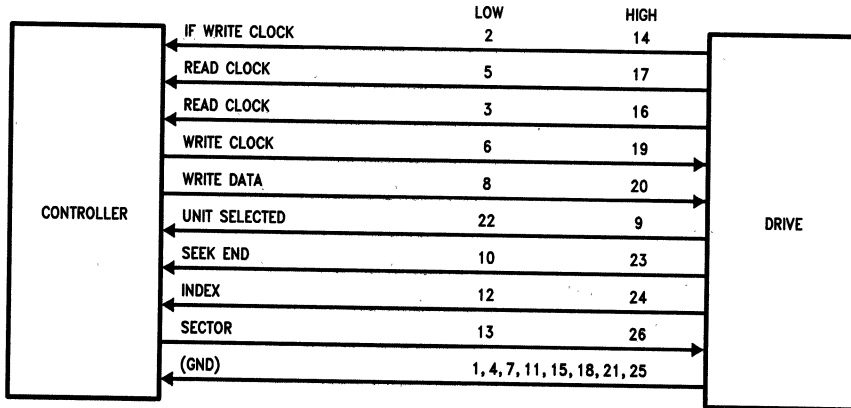 LOW HIGH
IF WRITE CLOCK 2 14
READ CLOCK 5 17
READ CLOCK 3 16
WRITE CLOCK 6 19
WRITE DATA 8 20
CONTROLLER UNIT SELECTED 22 9 DRIVE
SEEK END 10 23
INDEX 12 24
SECTOR 13 26
(GND) 1, 4, 7, 11, 15, 18, 21, 25